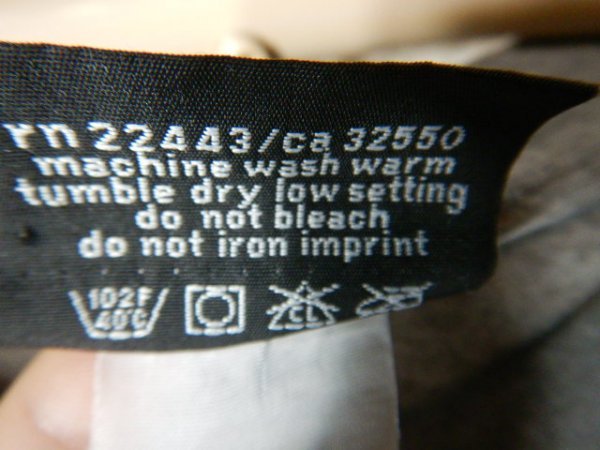 rn 22443/ca 32550
machine wash warm
tumble dry low setting
do not bleach
do not iron imprint
102F
40C
CL